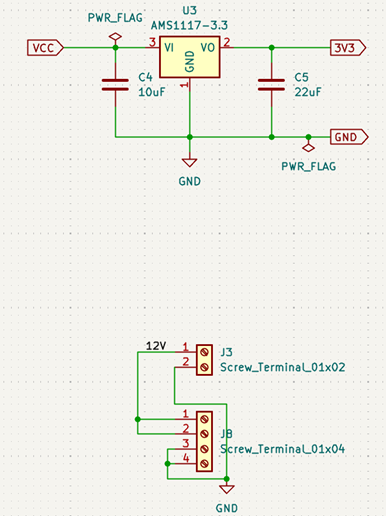 U3
PWR_FLAG
AMS1117-3.3
VCC
3
VI
VO
2
3V3
GND
1
C4
10uF
C5
22uF
GND
GND
PWR_FLAG
12V
1
2
J3
Screw_Terminal_01x02
1
2
3
4
J8
Screw_Terminal_01x04
GND